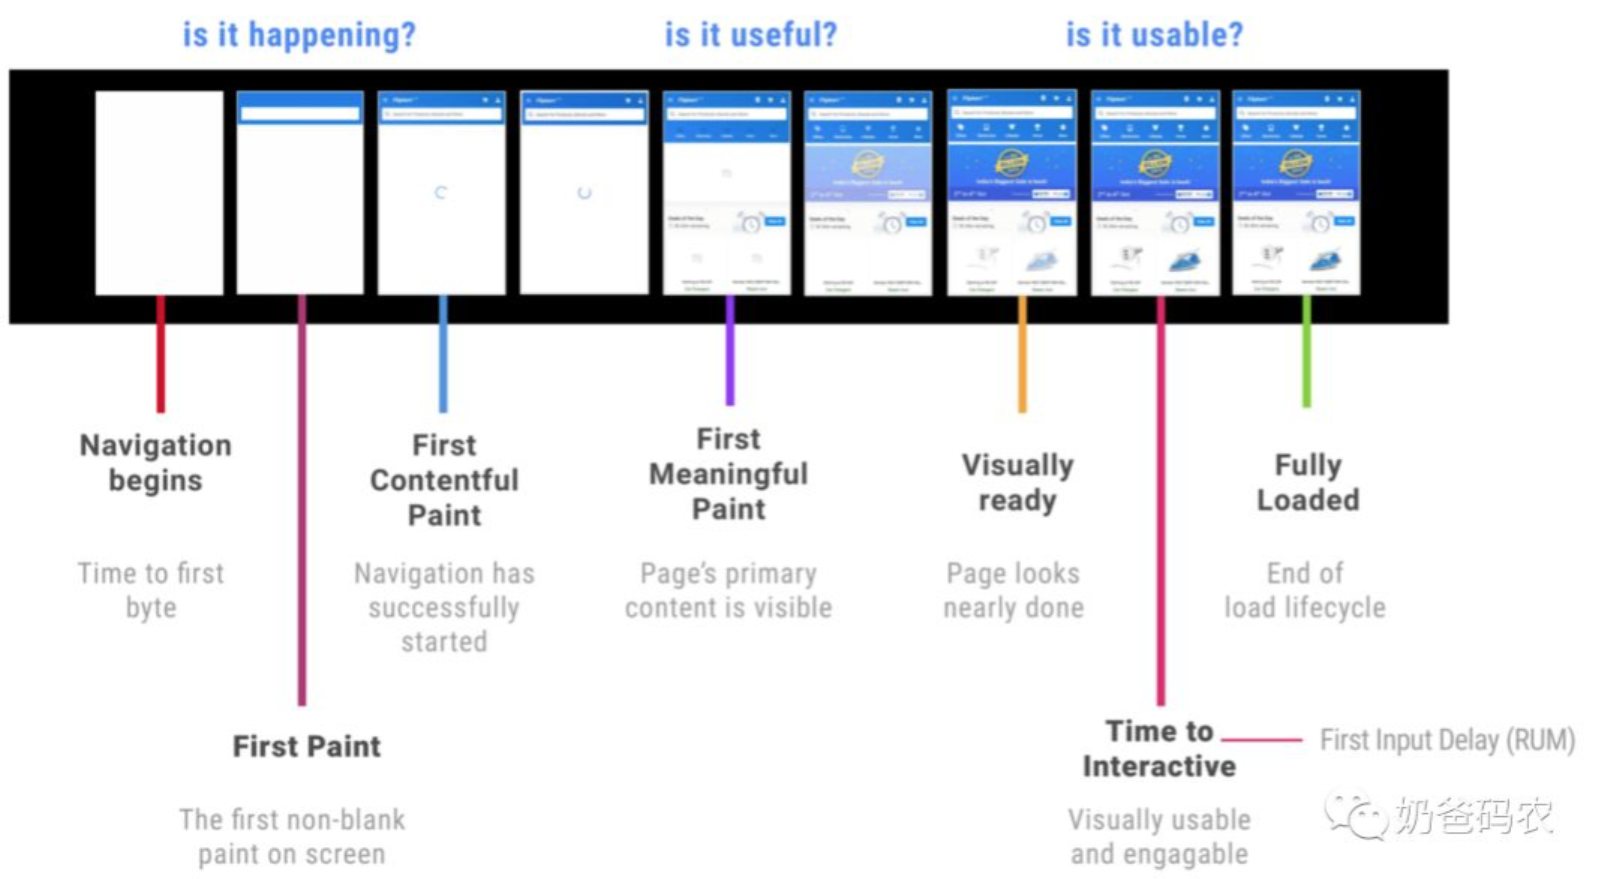 is it happening?
is it useful?
is it usable?
Navigation
begins
Time to first
byte
First Paint
The first non-blank
paint on screen
First
Contentful
Paint
Navigation has
successfully
started
First
Meaningful
Paint
Page's primary
content is visible
Visually
ready
Page looks
nearly done
Time to
Interactive
Visually usable
and engagable
First Input Delay (RUM)
Fully
Loaded
End of
load lifecycle
奶爸码农